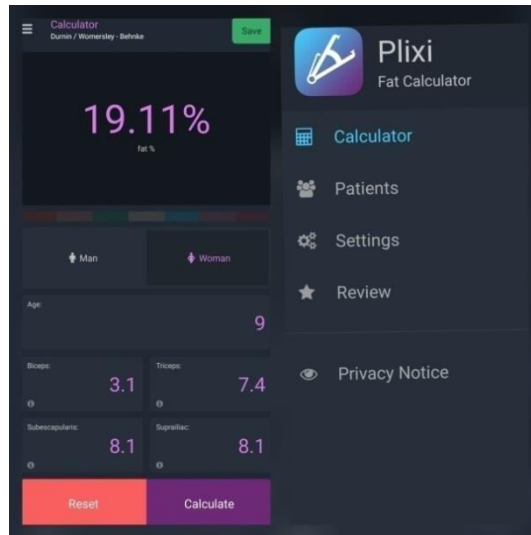 Calculator
Durnin / Womersley - Behnke
Save
19.11%
fat %
Man
Woman
Age:
9
Biceps:
3.1
Triceps:
7.4
Subescapularis:
8.1
Suprailiac:
8.1
Reset
Calculate
Plixi
Fat Calculator
Calculator
Patients
Settings
Review
Privacy Notice